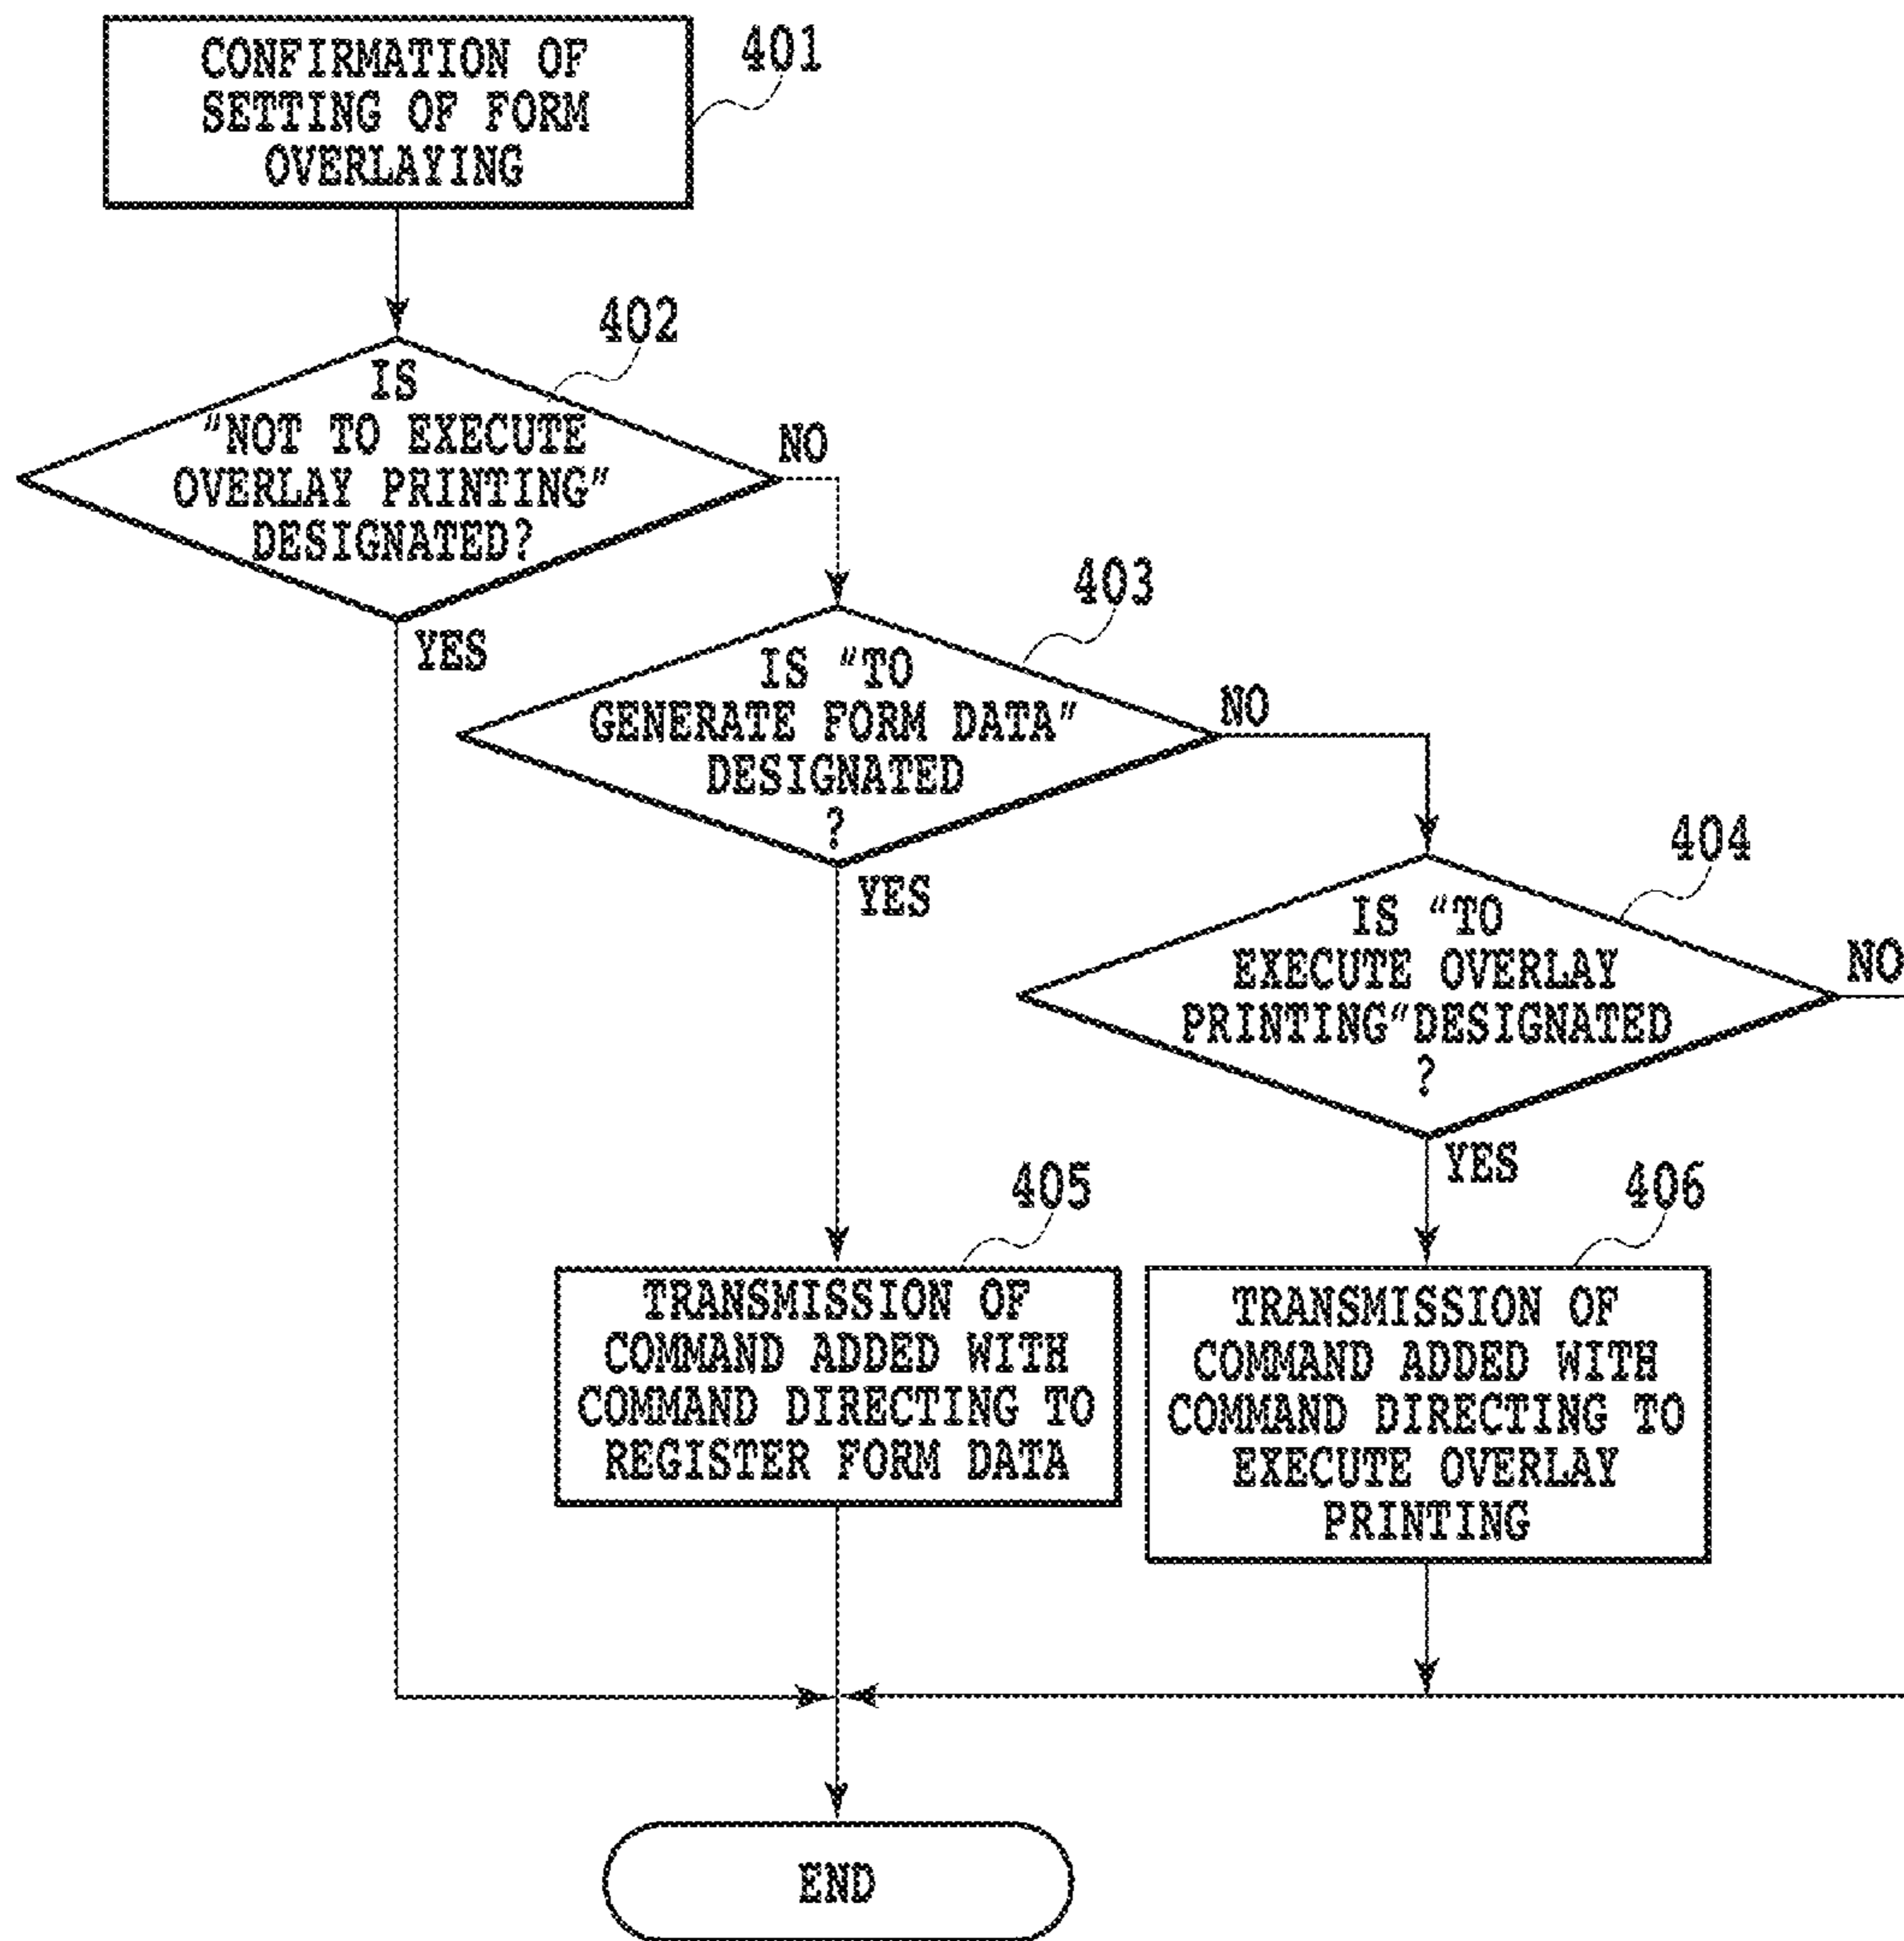 CONFIRMATION OF
SETTING OF FORM
OVERLAYING
401
402
IS
"NOT TO EXECUTE
OVERLAY PRINTING"
DESIGNATED?
NO
YES
403
IS "TO
GENERATE FORM DATA"
DESIGNATED
?
NO
YES
404
IS "TO
EXECUTE OVERLAY
PRINTING"DESIGNATED
?
NO
YES
405
TRANSMISSION OF
COMMAND ADDED WITH
COMMAND DIRECTING TO
REGISTER FORM DATA
406
TRANSMISSION OF
COMMAND ADDED WITH
COMMAND DIRECTING TO
EXECUTE OVERLAY
PRINTING
END